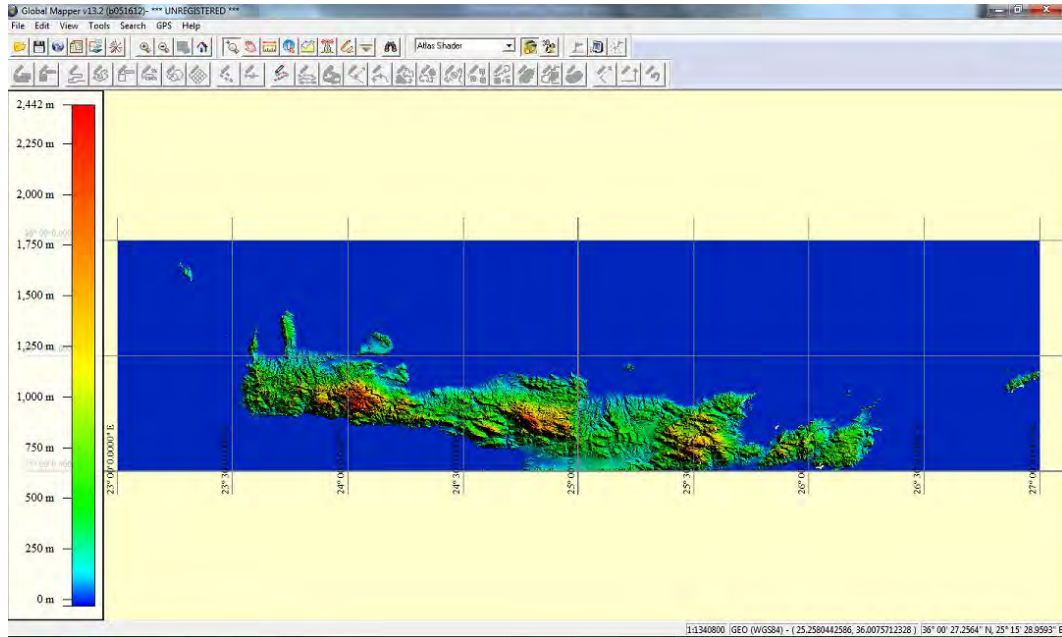 Global Mapper v13.2 (b051612)- *** UNREGISTERED ***
File Edit View Tools Search GPS Help
Atlas Shader
2,442 m
2,250 m
2,000 m
1,750 m
1,500 m
1,250 m
1,000 m
750 m
500 m
250 m
0 m
23° 00' 0.0000" E
23° 30'
24° 00'
24° 30'
25° 00'
25° 30'
26° 00'
26° 30'
27° 00'
1:1340800 GEO (WGS84) - ( 25.2580442586, 36.0075712328 ) 36° 00' 27.2564" N, 25° 15' 28.9593" E